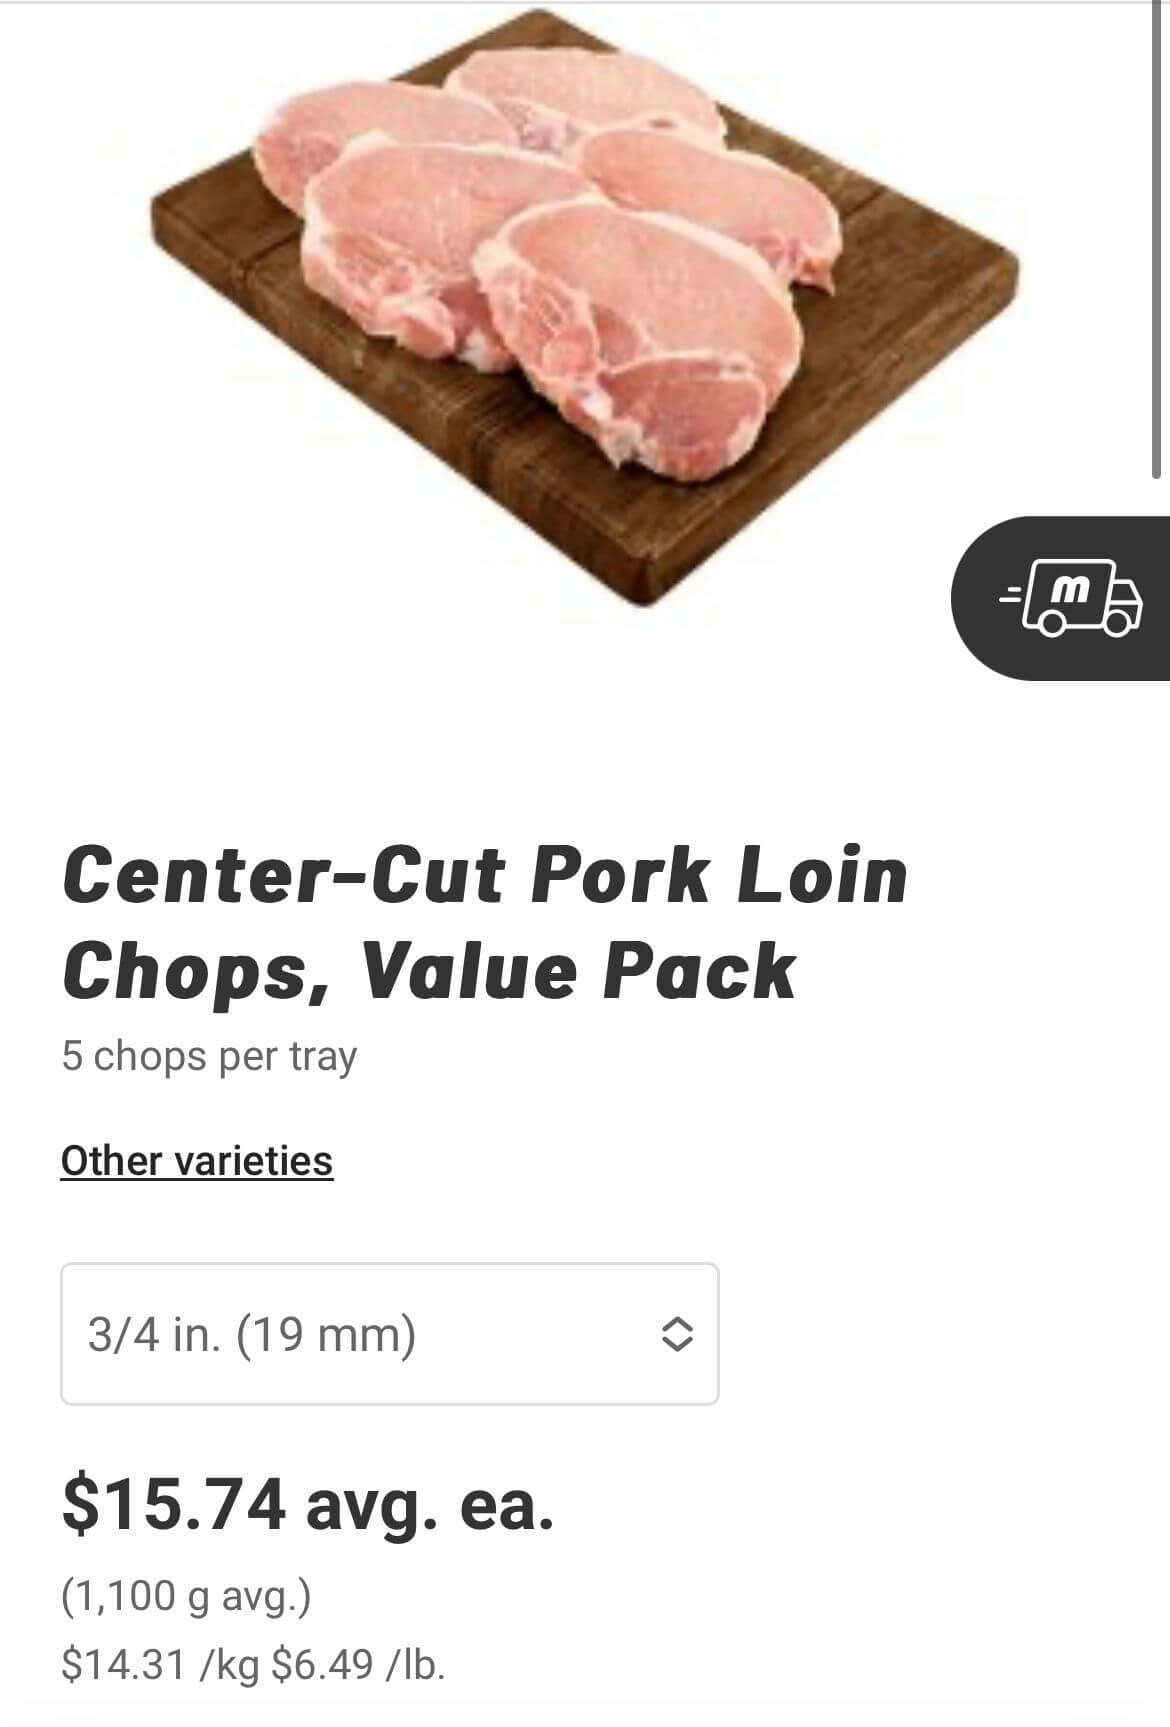 m
Center-Cut Pork Loin
Chops, Value Pack
5 chops per tray
Other varieties
3/4 in. (19 mm)
$15.74 avg. ea.
(1,100 g avg.)
$14.31 /kg $6.49 /lb.